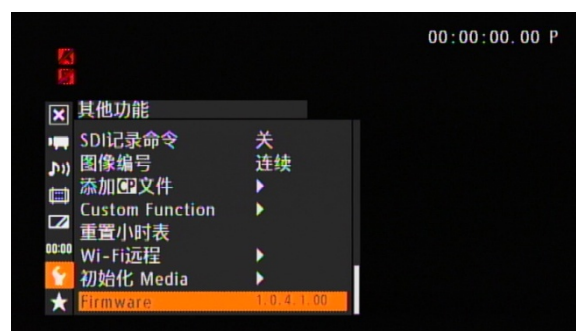 00:00:00.00 P
其他功能
SDI记录命令 关
图像编号 连续
添加CP文件
Custom Function
重置小时表
00:00
Wi-Fi远程
初始化 Media
Firmware 1.0.4.1.00